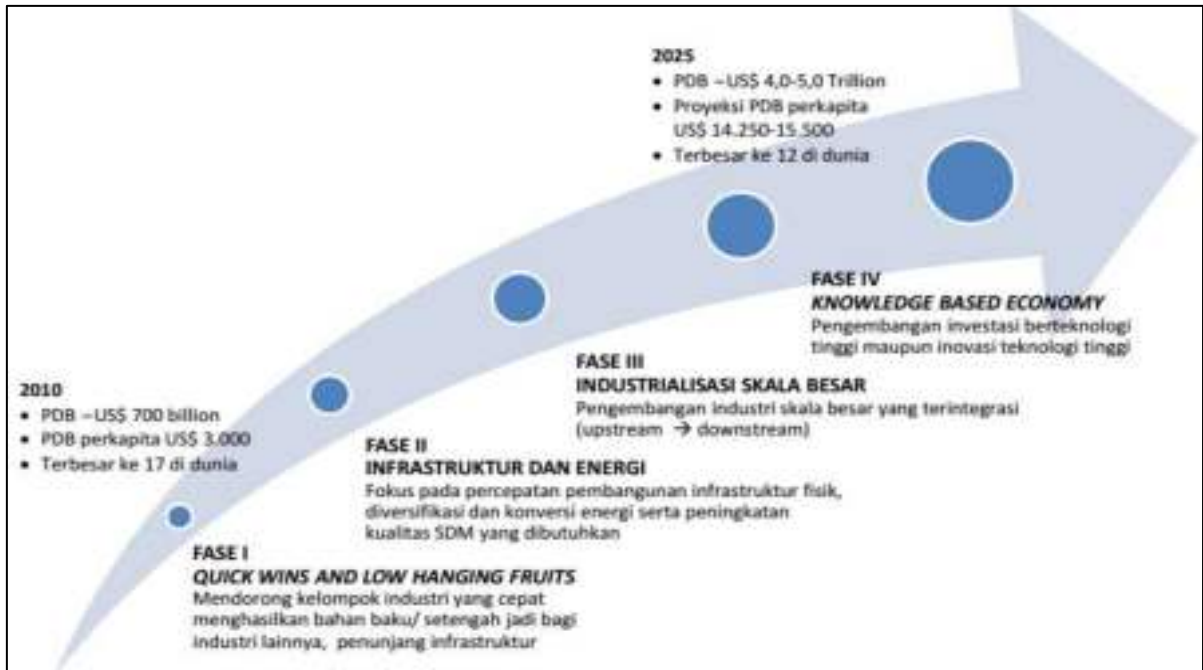 2025
• PDB ~US$ 4,0-5,0 Trillion
• Proyeksi PDB perkapita
US$ 14.250-15.500
• Terbesar ke 12 di dunia
FASE IV
KNOWLEDGE BASED ECONOMY
Pengembangan investasi berteknologi
tinggi maupun inovasi teknologi tinggi
FASE III
INDUSTRIALISASI SKALA BESAR
Pengembangan industri skala besar yang terintegrasi
(upstream → downstream)
2010
• PDB ~US$ 700 billion
• PDB perkapita US$ 3.000
• Terbesar ke 17 di dunia
FASE II
INFRASTRUKTUR DAN ENERGI
Fokus pada percepatan pembangunan infrastruktur fisik,
diversifikasi dan konversi energi serta peningkatan
kualitas SDM yang dibutuhkan
FASE I
QUICK WINS AND LOW HANGING FRUITS
Mendorong kelompok industri yang cepat
menghasilkan bahan baku/ setengah jadi bagi
industri lainnya, penunjang infrastruktur